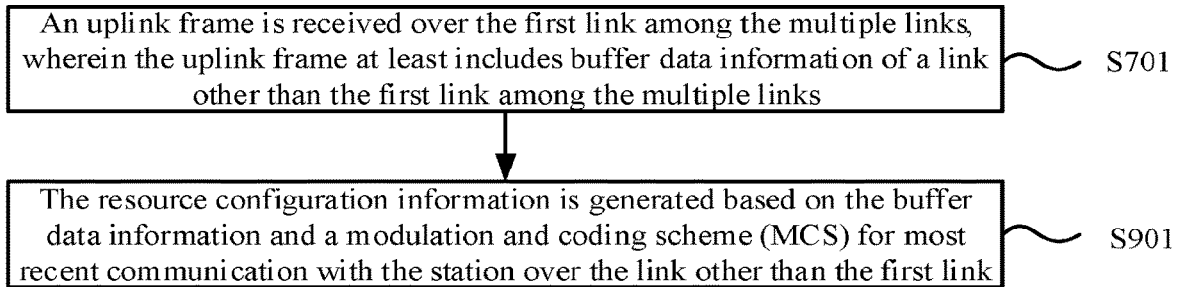 An uplink frame is received over the first link among the multiple links,
wherein the uplink frame at least includes buffer data information of a link
other than the first link among the multiple links
S701
The resource configuration information is generated based on the buffer
data information and a modulation and coding scheme (MCS) for most
recent communication with the station over the link other than the first link
S901